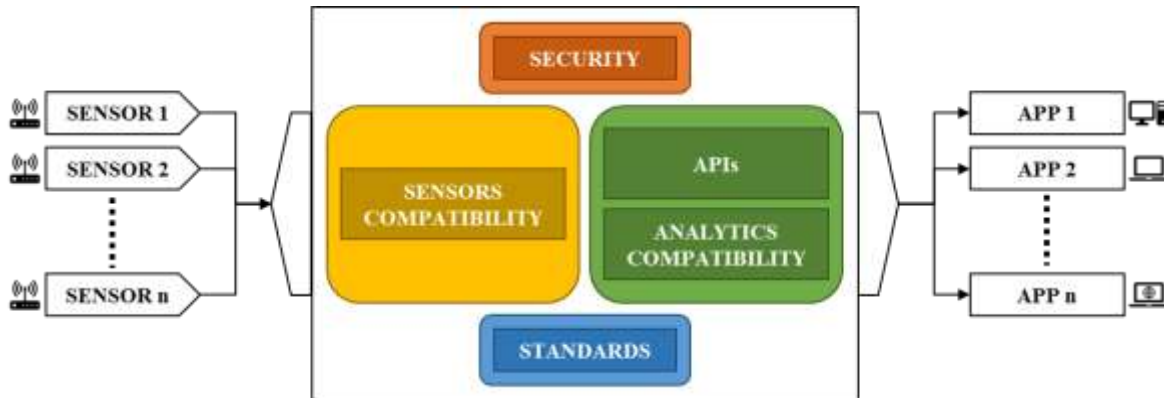 SECURITY
SENSOR 1
SENSOR 2
SENSOR n
SENSORS
COMPATIBILITY
APIs
ANALYTICS
COMPATIBILITY
STANDARDS
APP 1
APP 2
APP n